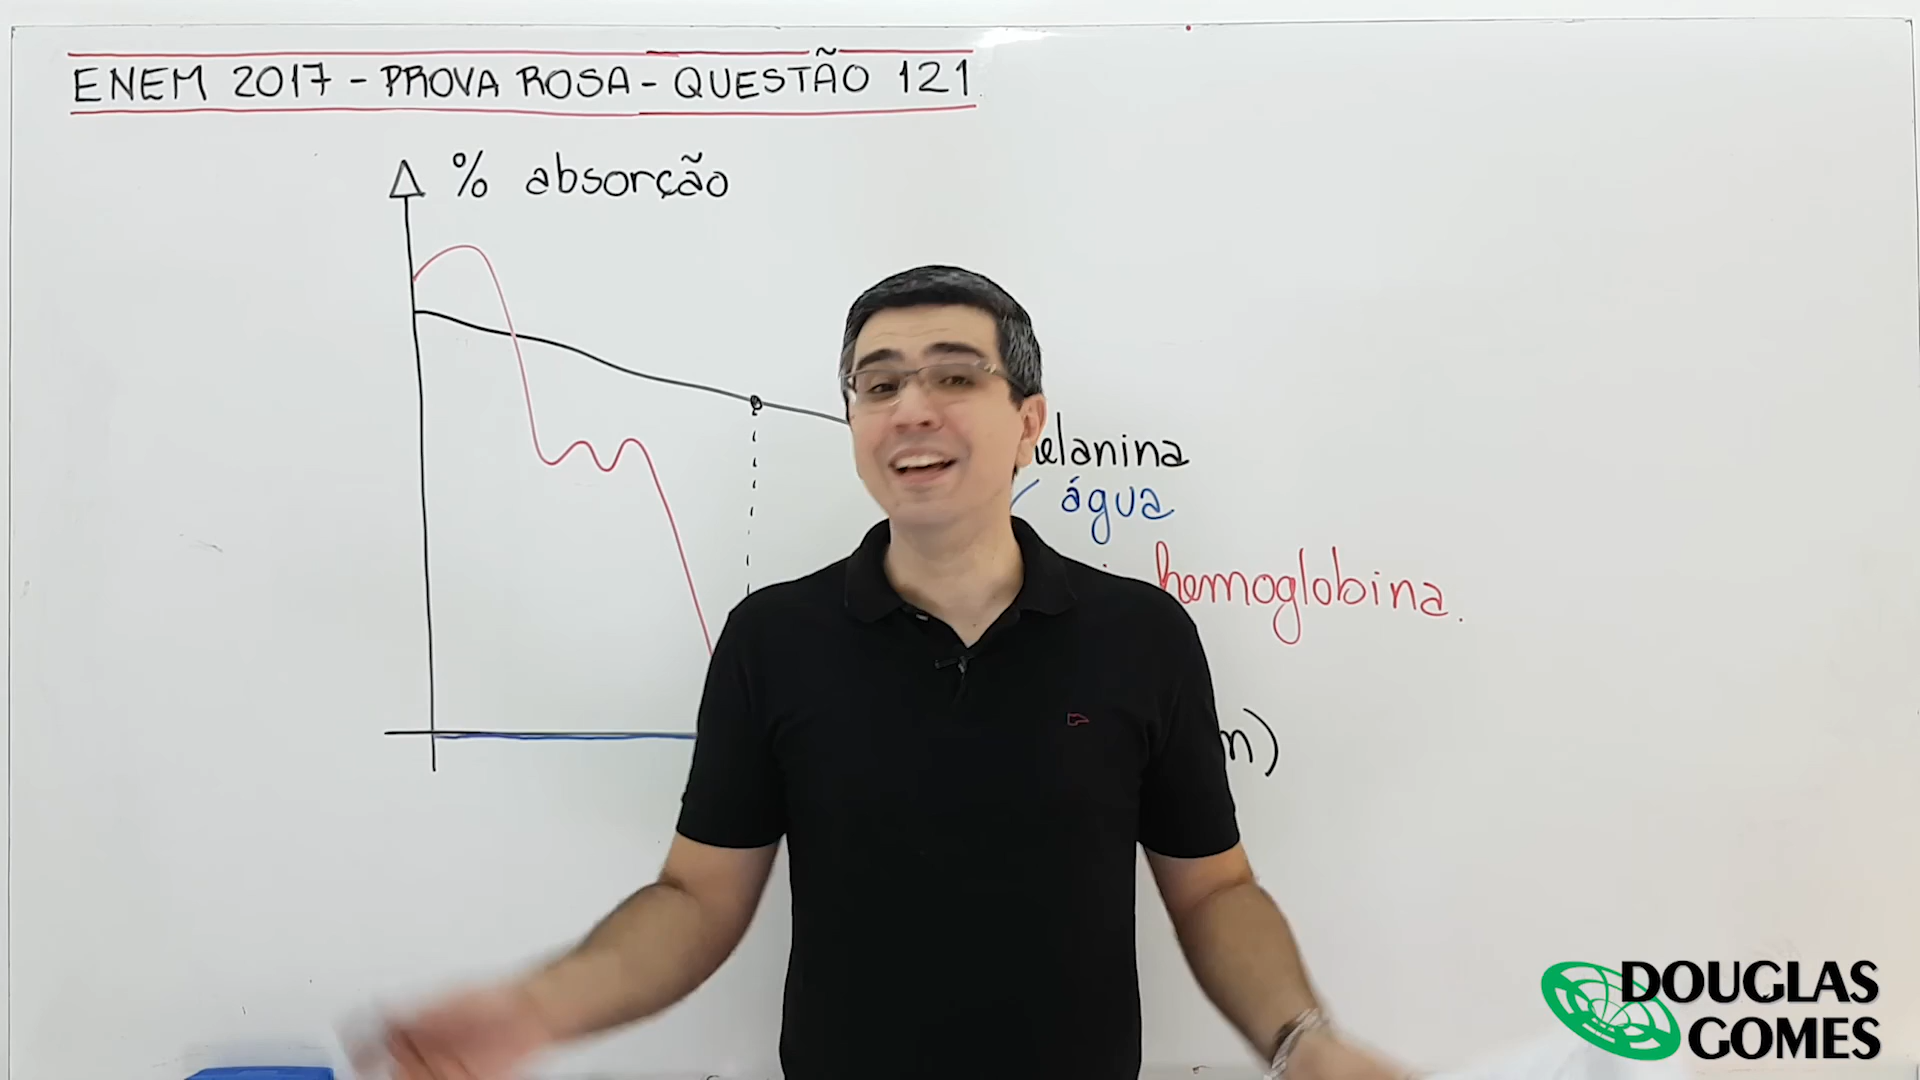 ENEM 2017 - PROVA ROSA - QUESTÃO 121
% absorção
elanina
água
hemoglobina.
m)
DOUGLAS
GOMES